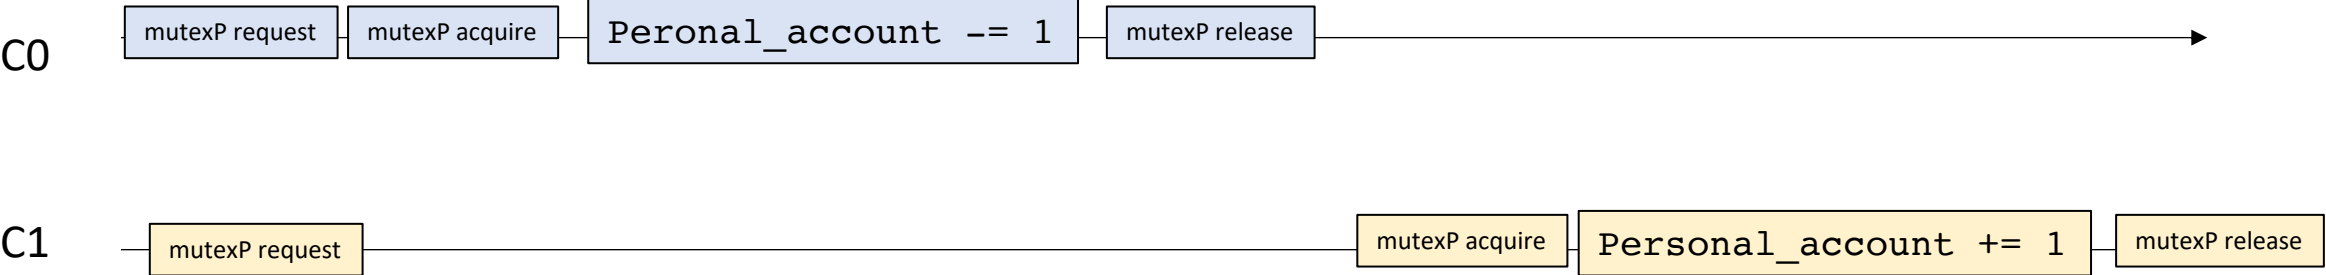 C0
mutexP request
mutexP acquire
Peronal_account -= 1
mutexP release
C1
mutexP request
mutexP acquire
Personal_account += 1
mutexP release